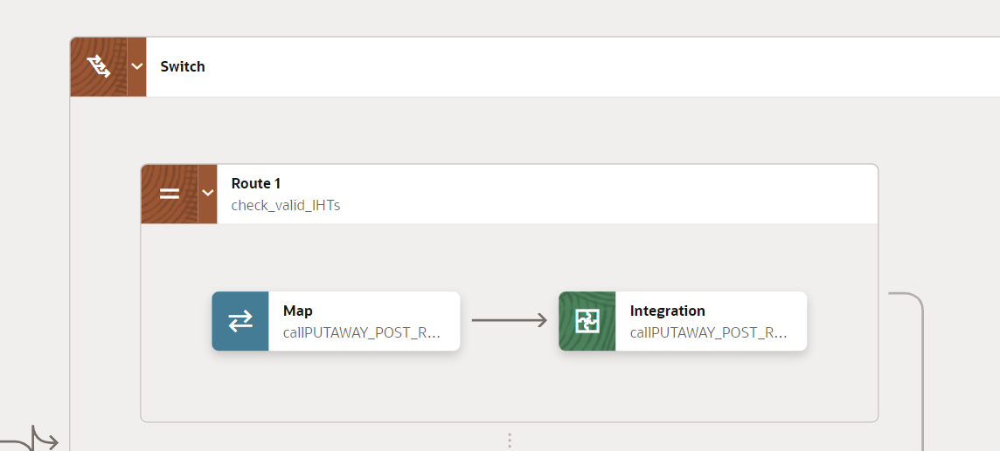 Switch
Route 1
check_valid_IHTs
Map
callPUTAWAY_POST_R...
Integration
callPUTAWAY_POST_R...